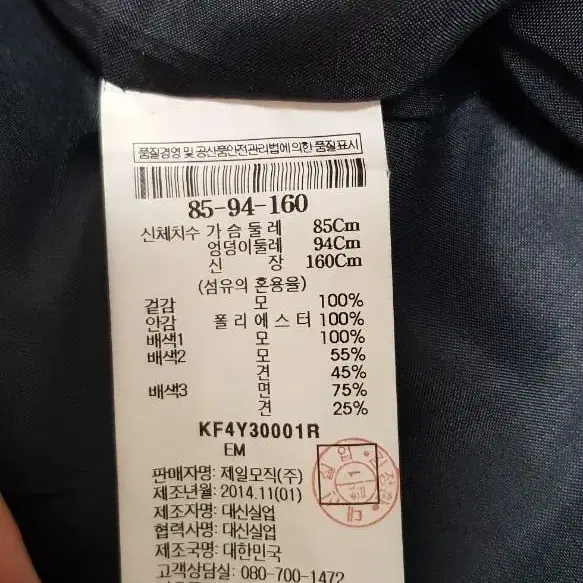 품질경영 및 공산품안전관리법에 의한 품질표시
85-94-160
신체치수 가슴둘레 85Cm
엉덩이둘레 94Cm
신 장 160Cm
(섬유의 혼용율)
겉감 모 100%
안감 폴리에스터 100%
배색1 모 100%
배색2 모 55%
견 45%
배색3 면 75%
견 25%
KF4Y30001R
EM
판매자명: 제일모직(주)
제조년월: 2014.11(01)
제조자명: 대신실업
협력사명: 대신실업
제조국명: 대한민국
고객상담실: 080-700-1472